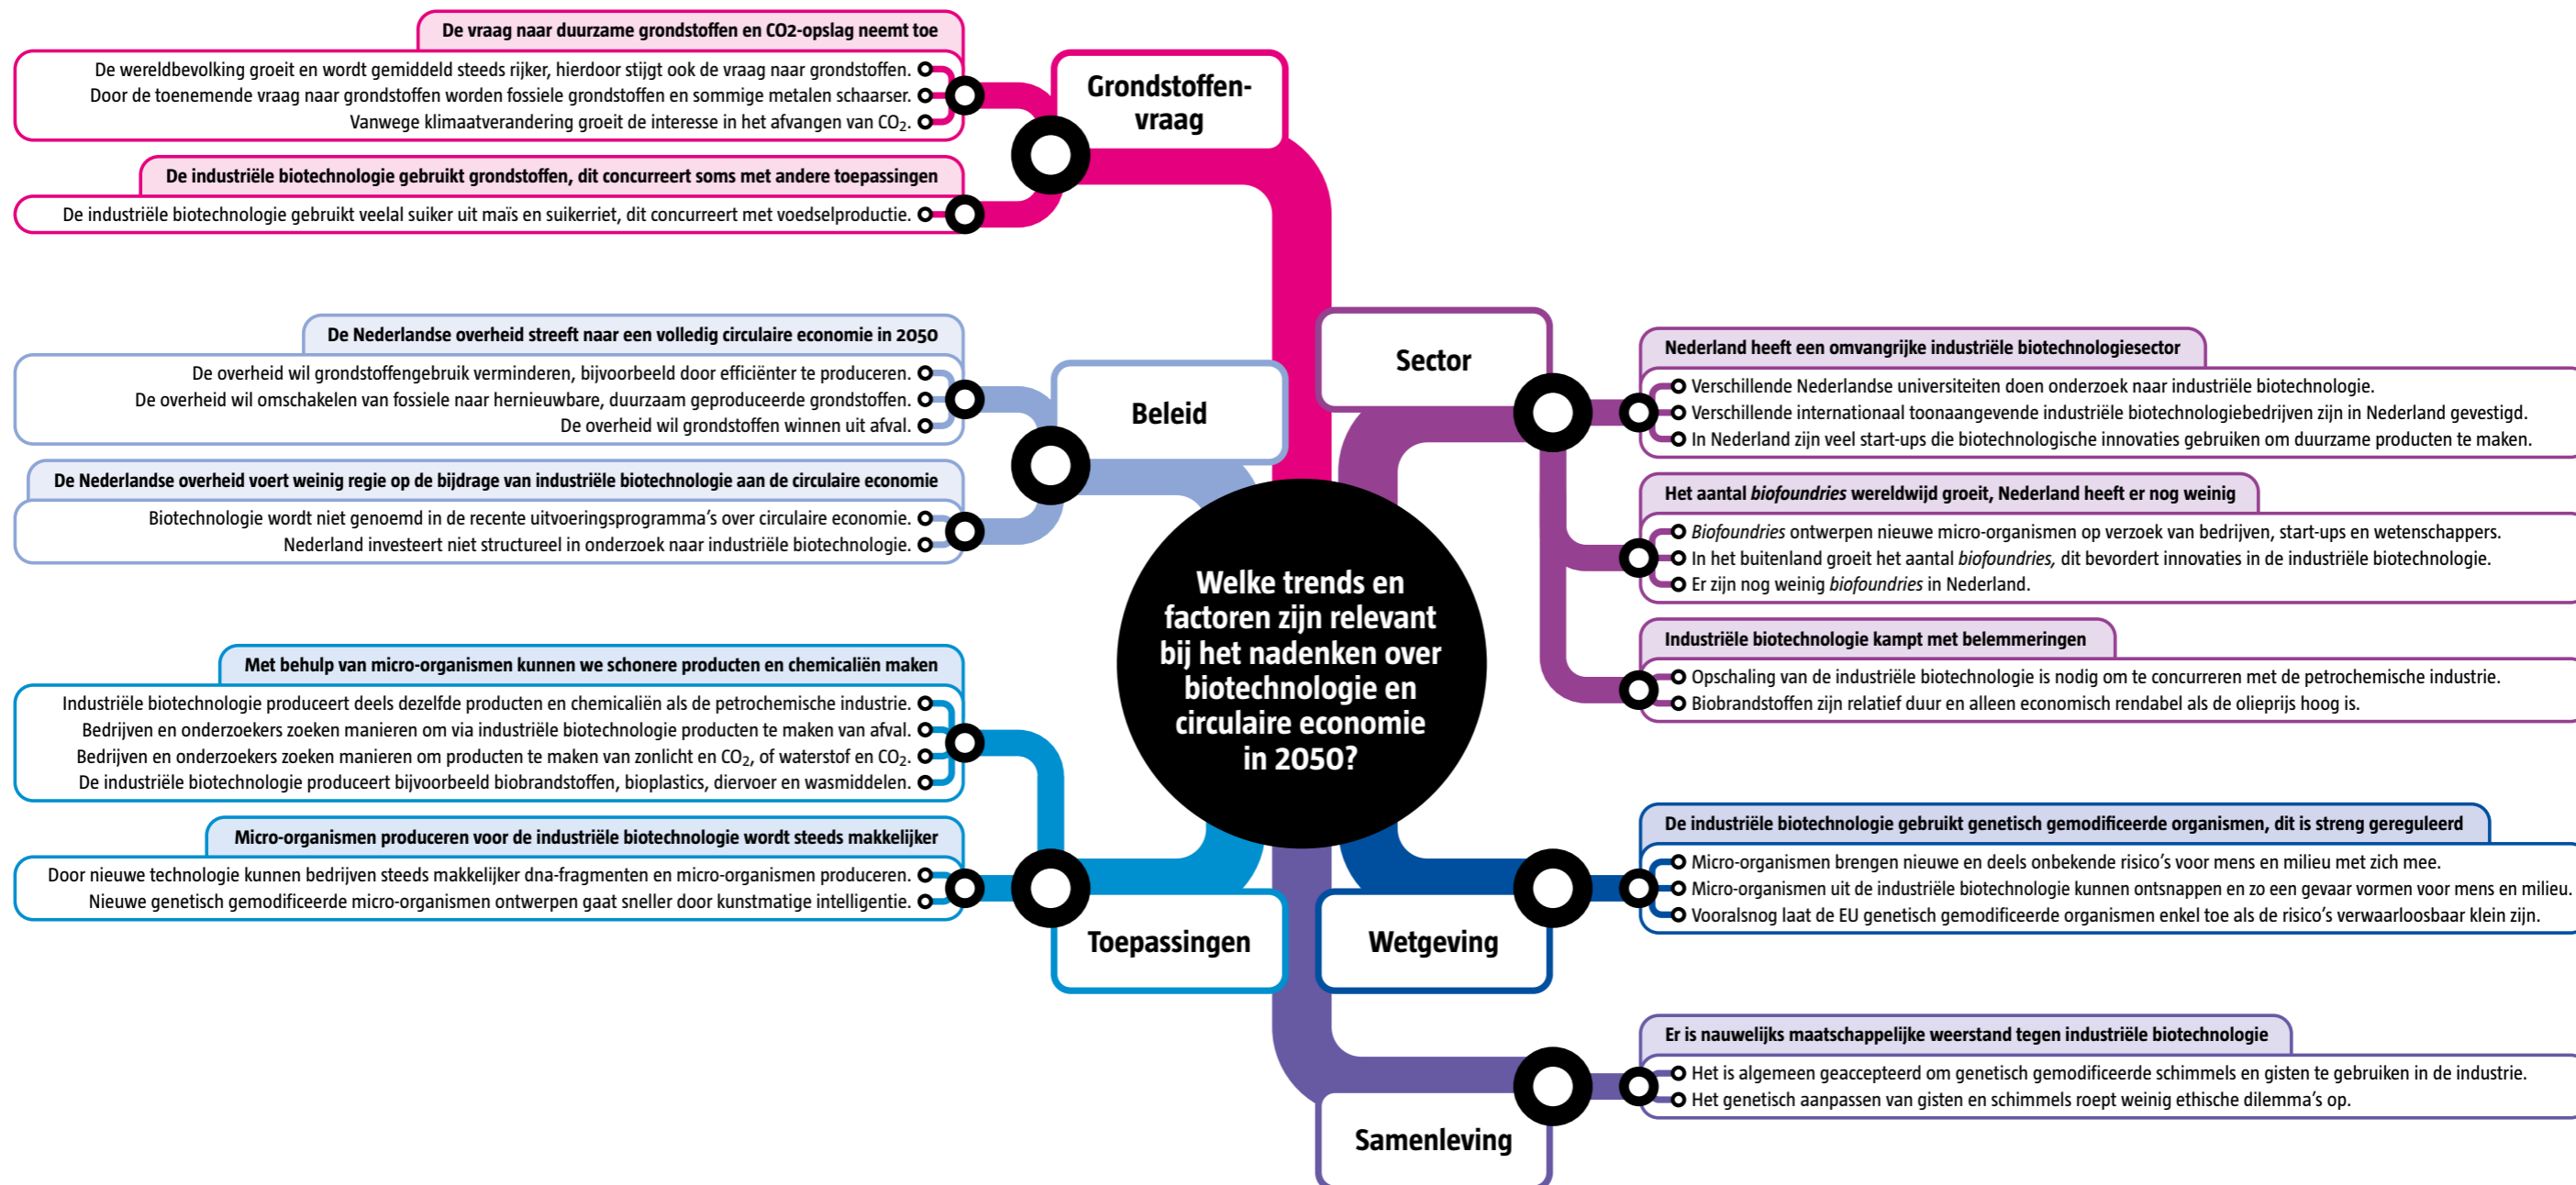 De vraag naar duurzame grondstoffen en CO2-opslag neemt toe
De wereldbevolking groeit en wordt gemiddeld steeds rijker, hierdoor stijgt ook de vraag naar grondstoffen.
Door de toenemende vraag naar grondstoffen worden fossiele grondstoffen en sommige metalen schaarser.
Vanwege klimaatverandering groeit de interesse in het afvangen van CO₂.
De industriële biotechnologie gebruikt grondstoffen, dit concurreert soms met andere toepassingen
De industriële biotechnologie gebruikt veelal suiker uit maïs en suikerriet, dit concurreert met voedselproductie.
Grondstoffen-
vraag
De Nederlandse overheid streeft naar een volledig circulaire economie in 2050
De overheid wil grondstoffengebruik verminderen, bijvoorbeeld door efficiënter te produceren.
De overheid wil omschakelen van fossiele naar hernieuwbare, duurzaam geproduceerde grondstoffen.
De overheid wil grondstoffen winnen uit afval.
De Nederlandse overheid voert weinig regie op de bijdrage van industriële biotechnologie aan de circulaire economie
Biotechnologie wordt niet genoemd in de recente uitvoeringsprogramma's over circulaire economie.
Nederland investeert niet structureel in onderzoek naar industriële biotechnologie.
Beleid
Met behulp van micro-organismen kunnen we schonere producten en chemicaliën maken
Industriële biotechnologie produceert deels dezelfde producten en chemicaliën als de petrochemische industrie.
Bedrijven en onderzoekers zoeken manieren om via industriële biotechnologie producten te maken van afval.
Bedrijven en onderzoekers zoeken manieren om producten te maken van zonlicht en CO₂, of waterstof en CO₂.
De industriële biotechnologie produceert bijvoorbeeld biobrandstoffen, bioplastics, diervoer en wasmiddelen.
Micro-organismen produceren voor de industriële biotechnologie wordt steeds makkelijker
Door nieuwe technologie kunnen bedrijven steeds makkelijker dna-fragmenten en micro-organismen produceren.
Nieuwe genetisch gemodificeerde micro-organismen ontwerpen gaat sneller door kunstmatige intelligentie.
Toepassingen
Welke trends en
factoren zijn relevant
bij het nadenken over
biotechnologie en
circulaire economie
in 2050?
Sector
Nederland heeft een omvangrijke industriële biotechnologiesector
Verschillende Nederlandse universiteiten doen onderzoek naar industriële biotechnologie.
Verschillende internationaal toonaangevende industriële biotechnologiebedrijven zijn in Nederland gevestigd.
In Nederland zijn veel start-ups die biotechnologische innovaties gebruiken om duurzame producten te maken.
Het aantal biofoundries wereldwijd groeit, Nederland heeft er nog weinig
Biofoundries ontwerpen nieuwe micro-organismen op verzoek van bedrijven, start-ups en wetenschappers.
In het buitenland groeit het aantal biofoundries, dit bevordert innovaties in de industriële biotechnologie.
Er zijn nog weinig biofoundries in Nederland.
Industriële biotechnologie kampt met belemmeringen
Opschaling van de industriële biotechnologie is nodig om te concurreren met de petrochemische industrie.
Biobrandstoffen zijn relatief duur en alleen economisch rendabel als de olieprijs hoog is.
Wetgeving
De industriële biotechnologie gebruikt genetisch gemodificeerde organismen, dit is streng gereguleerd
Micro-organismen brengen nieuwe en deels onbekende risico's voor mens en milieu met zich mee.
Micro-organismen uit de industriële biotechnologie kunnen ontsnappen en zo een gevaar vormen voor mens en milieu.
Vooralsnog laat de EU genetisch gemodificeerde organismen enkel toe als de risico's verwaarloosbaar klein zijn.
Samenleving
Er is nauwelijks maatschappelijke weerstand tegen industriële biotechnologie
Het is algemeen geaccepteerd om genetisch gemodificeerde schimmels en gisten te gebruiken in de industrie.
Het genetisch aanpassen van gisten en schimmels roept weinig ethische dilemma's op.